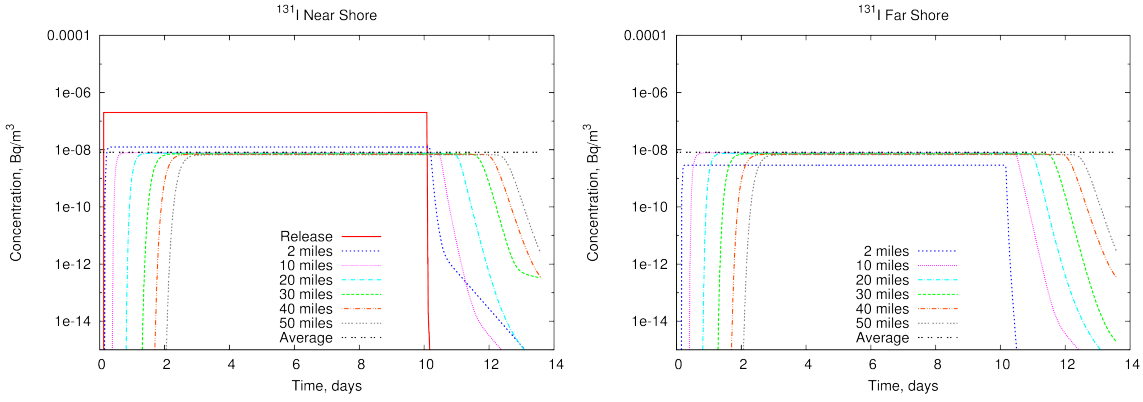 ¹³¹I Near Shore
0.0001
1e-06
1e-08
1e-10
1e-12
1e-14
Concentration, Bq/m³
Release
2 miles
10 miles
20 miles
30 miles
40 miles
50 miles
Average
0 2 4 6 8 10 12 14
Time, days
¹³¹I Far Shore
0.0001
1e-06
1e-08
1e-10
1e-12
1e-14
Concentration, Bq/m³
2 miles
10 miles
20 miles
30 miles
40 miles
50 miles
Average
0 2 4 6 8 10 12 14
Time, days